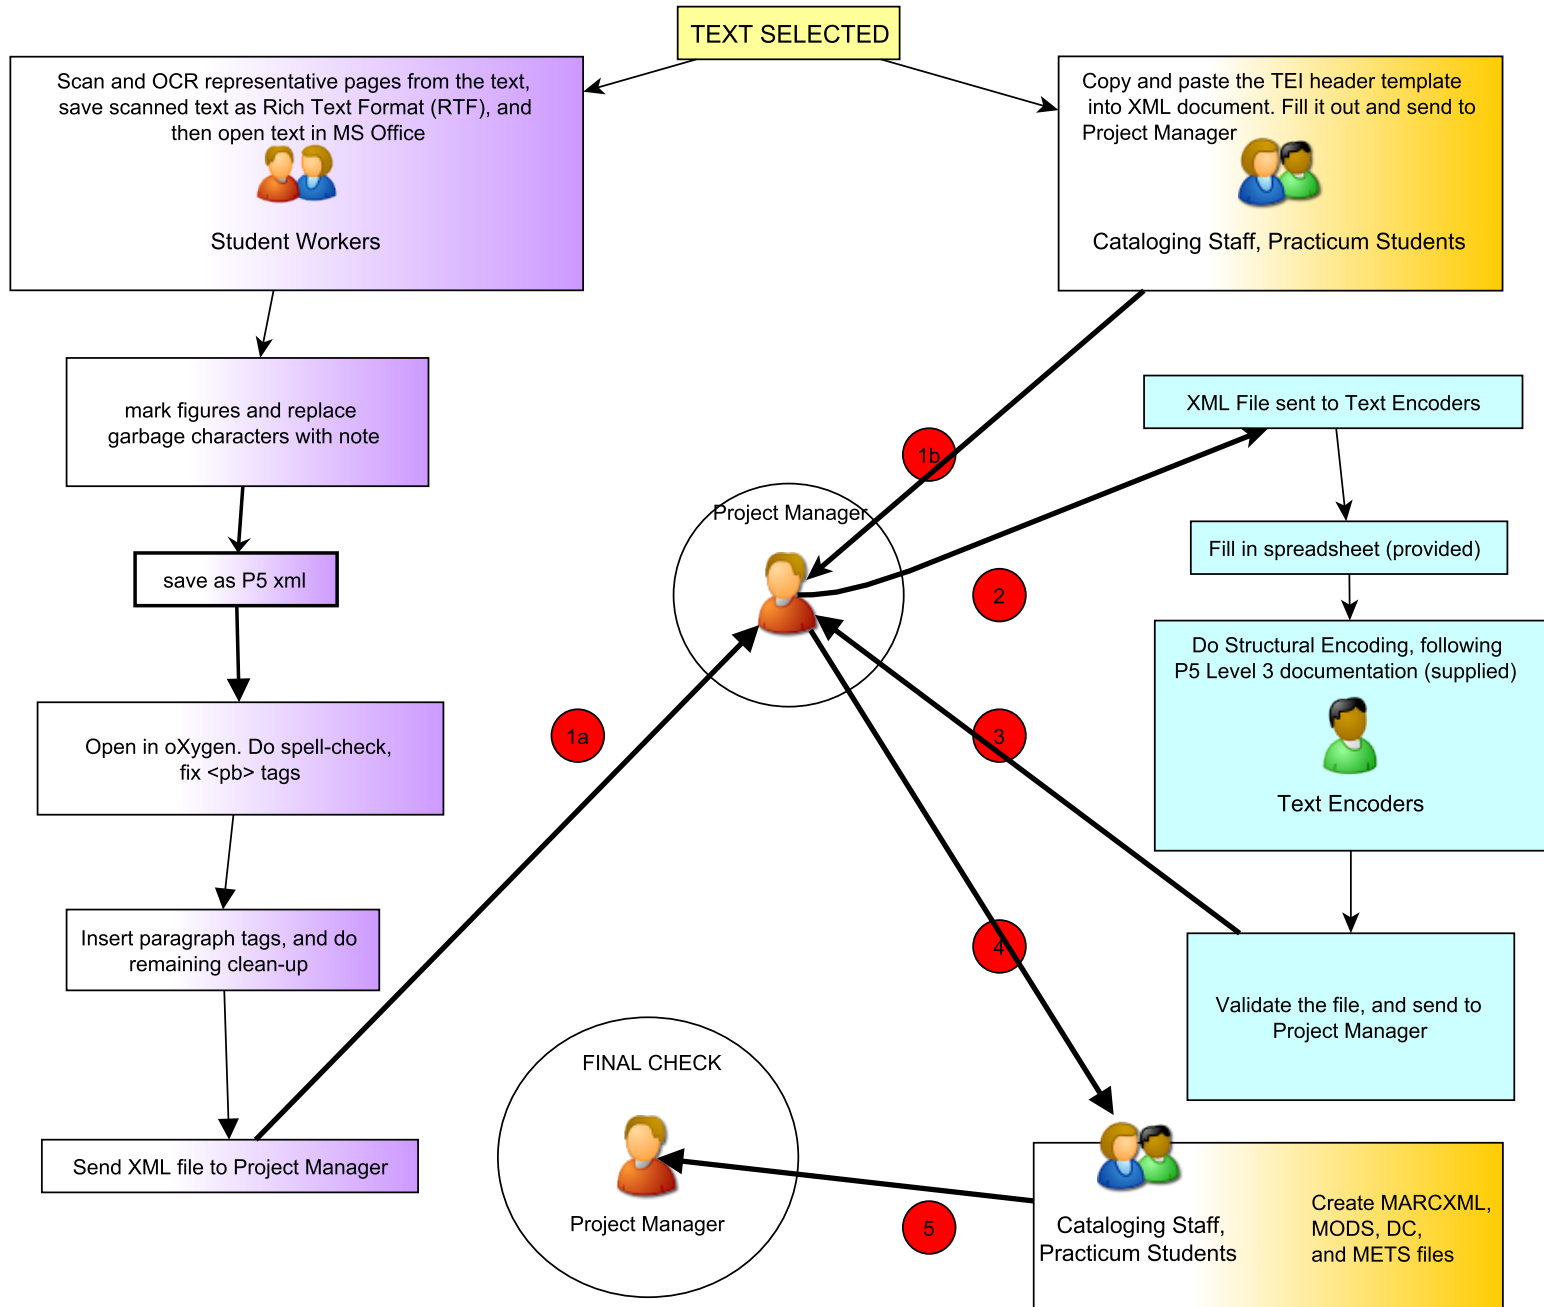 TEXT SELECTED
Scan and OCR representative pages from the text,
save scanned text as Rich Text Format (RTF), and
then open text in MS Office
Student Workers
Copy and paste the TEI header template
into XML document. Fill it out and send to
Project Manager
Cataloging Staff, Practicum Students
mark figures and replace
garbage characters with note
save as P5 xml
Open in oXygen. Do spell-check,
fix <pb> tags
Insert paragraph tags, and do
remaining clean-up
Send XML file to Project Manager
1a
1b
Project Manager
2
XML File sent to Text Encoders
Fill in spreadsheet (provided)
Do Structural Encoding, following
P5 Level 3 documentation (supplied)
Text Encoders
Validate the file, and send to
Project Manager
3
4
Cataloging Staff,
Practicum Students
Create MARCXML,
MODS, DC,
and METS files
5
FINAL CHECK
Project Manager